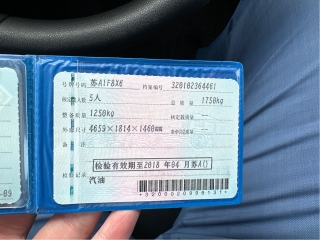 号牌号码 苏A1F8X6 档案编号 320102364461
核定载人数 5人 总质量 1750kg
整备质量 1250kg 核定载质量 --
外廓尺寸 4659×1814×1460mm 准牵引总质量 --
备注
检验有效期至2018年04月苏A()
检验记录
汽油